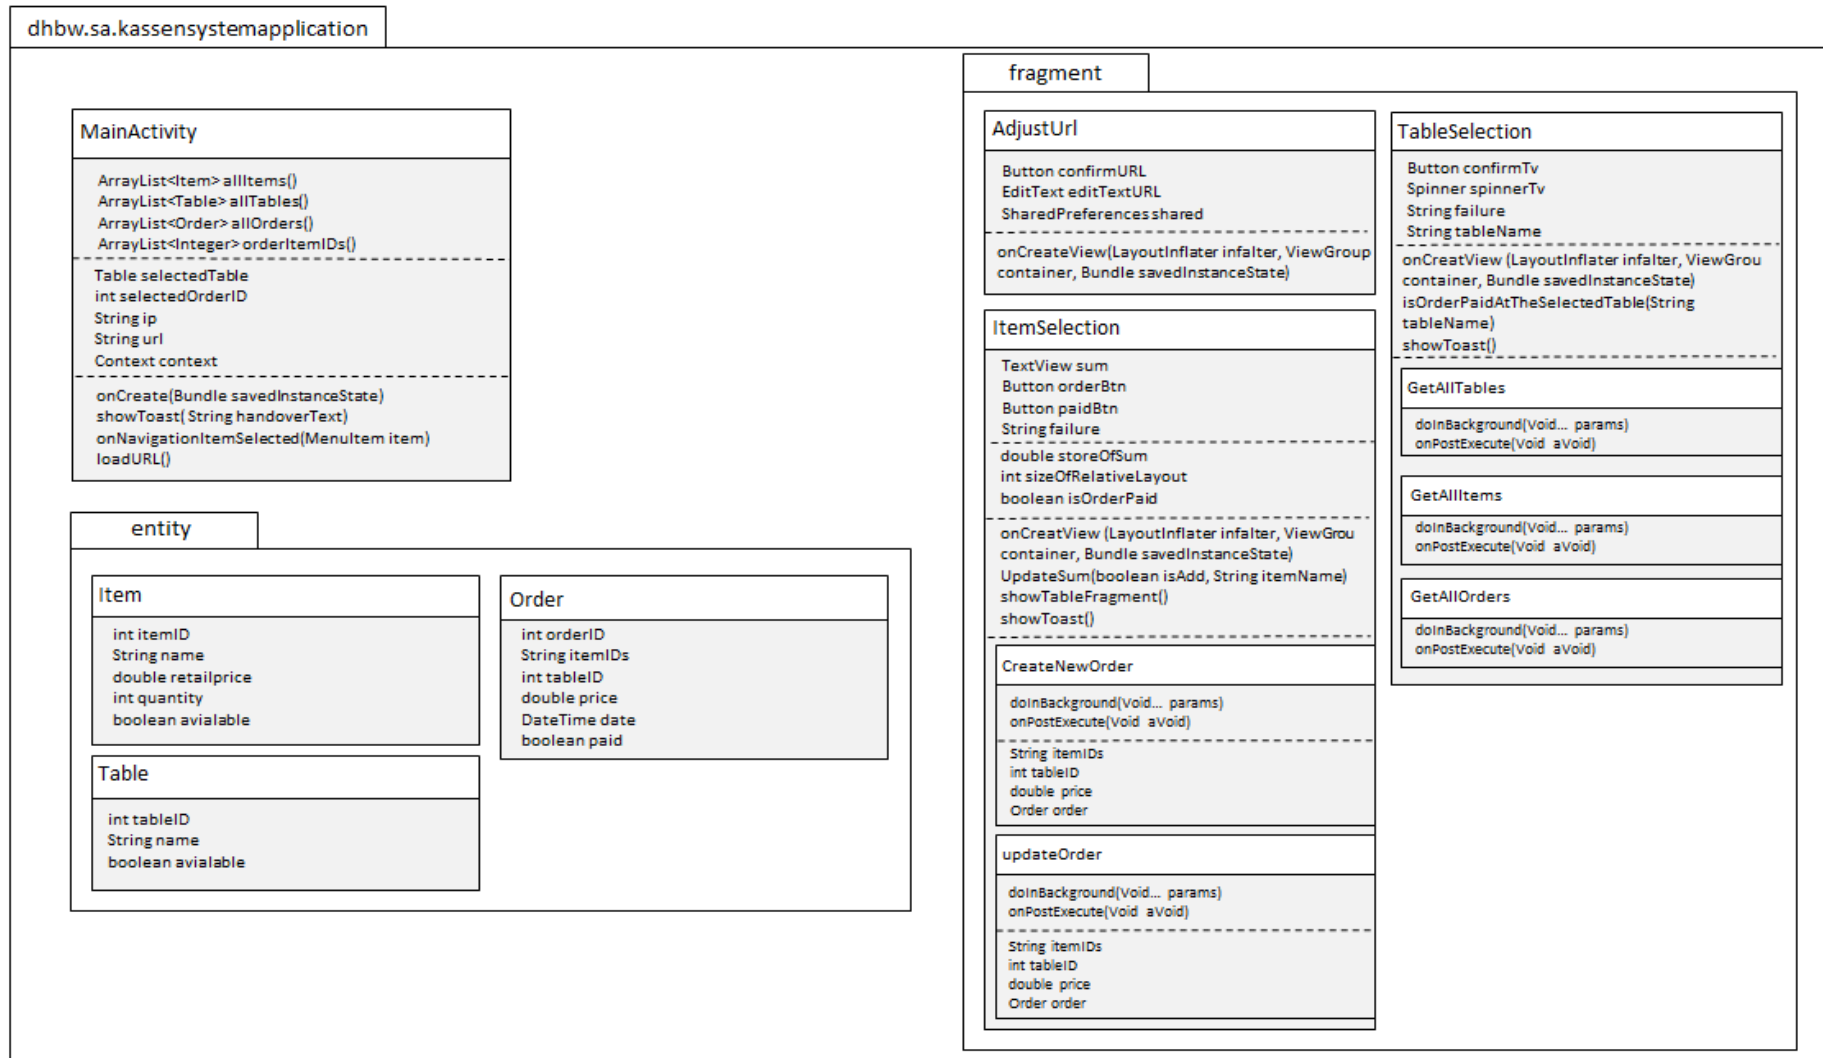 dhbw.sa.kassensystemapplication
MainActivity
ArrayList<Item> allItems()
ArrayList<Table> allTables()
ArrayList<Order> allOrders()
ArrayList<Integer> orderItemIDs()
Table selectedTable
int selectedOrderID
String ip
String url
Context context
onCreate(Bundle savedInstanceState)
showToast( String handoverText)
onNavigationItemSelected(MenuItem item)
loadURL()
entity
Item
int itemID
String name
double retailprice
int quantity
boolean avialable
Table
int tableID
String name
boolean avialable
Order
int orderID
String itemIDs
int tableID
double price
DateTime date
boolean paid
fragment
AdjustUrl
Button confirmURL
EditText editTextURL
SharedPreferences shared
onCreateView(LayoutInflater infalter, ViewGroup
container, Bundle savedInstanceState)
ItemSelection
TextView sum
Button orderBtn
Button paidBtn
String failure
double storeOfSum
int sizeOfRelativeLayout
boolean isOrderPaid
onCreatView (LayoutInflater infalter, ViewGrou
container, Bundle savedInstanceState)
UpdateSum(boolean isAdd, String itemName)
showTableFragment()
showToast()
CreateNewOrder
doInBackground(Void... params)
onPostExecute(Void aVoid)
String itemIDs
int tableID
double price
Order order
updateOrder
doInBackground(Void... params)
onPostExecute(Void aVoid)
String itemIDs
int tableID
double price
Order order
TableSelection
Button confirmTv
Spinner spinnerTv
String failure
String tableName
onCreatView (LayoutInflater infalter, ViewGrou
container, Bundle savedInstanceState)
isOrderPaidAtTheSelectedTable(String
tableName)
showToast()
GetAllTables
doInBackground(Void... params)
onPostExecute(Void aVoid)
GetAllItems
doInBackground(Void... params)
onPostExecute(Void aVoid)
GetAllOrders
doInBackground(Void... params)
onPostExecute(Void aVoid)